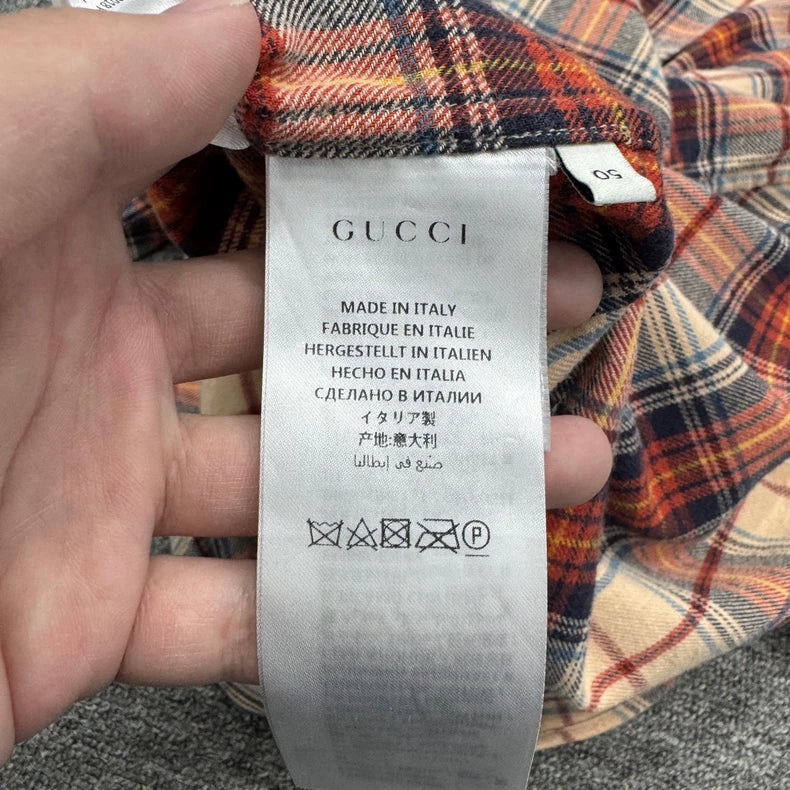 50
GUCCI
MADE IN ITALY
FABRIQUE EN ITALIE
HERGESTELLT IN ITALIEN
HECHO EN ITALIA
СДЕЛАНО В ИТАЛИИ
イタリア製
产地:意大利
صنع في إيطاليا
P